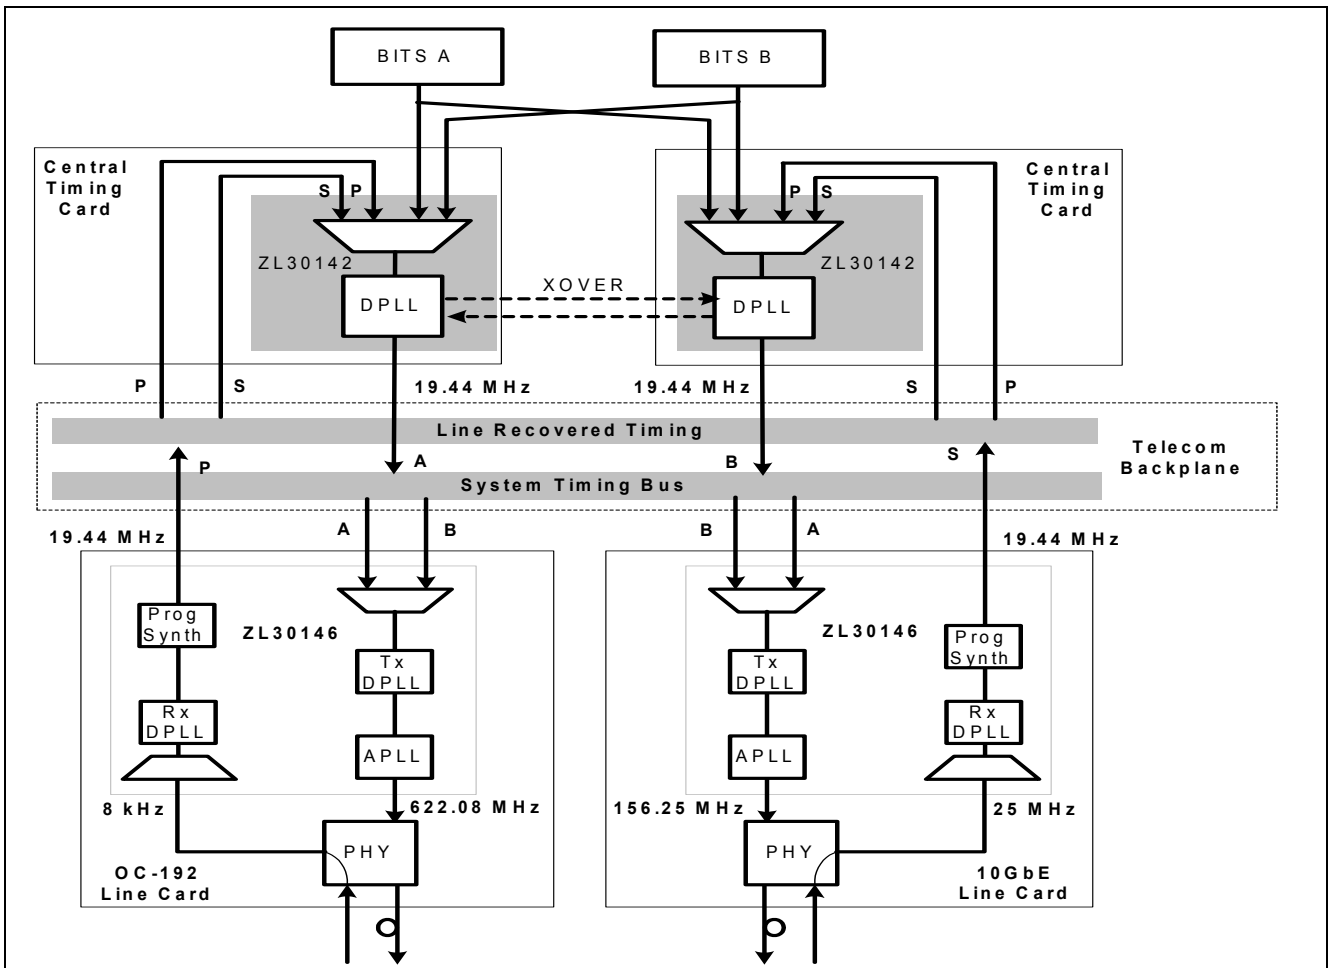 BITS A
BITS B
Central
Timing
Card
S P
ZL30142
DPLL
XOVER
P S
ZL30142
DPLL
Central
Timing
Card
P
S
19.44 MHz
19.44 MHz
S
P
Line Recovered Timing
Telecom
Backplane
P
A
B
S
System Timing Bus
19.44 MHz
A
B
B
A
19.44 MHz
Prog
Synth
ZL30146
Tx
DPLL
Rx
DPLL
APLL
8 kHz
622.08 MHz
PHY
OC-192
Line Card
ZL30146
Prog
Synth
Tx
DPLL
Rx
DPLL
APLL
156.25 MHz
25 MHz
PHY
10GbE
Line Card